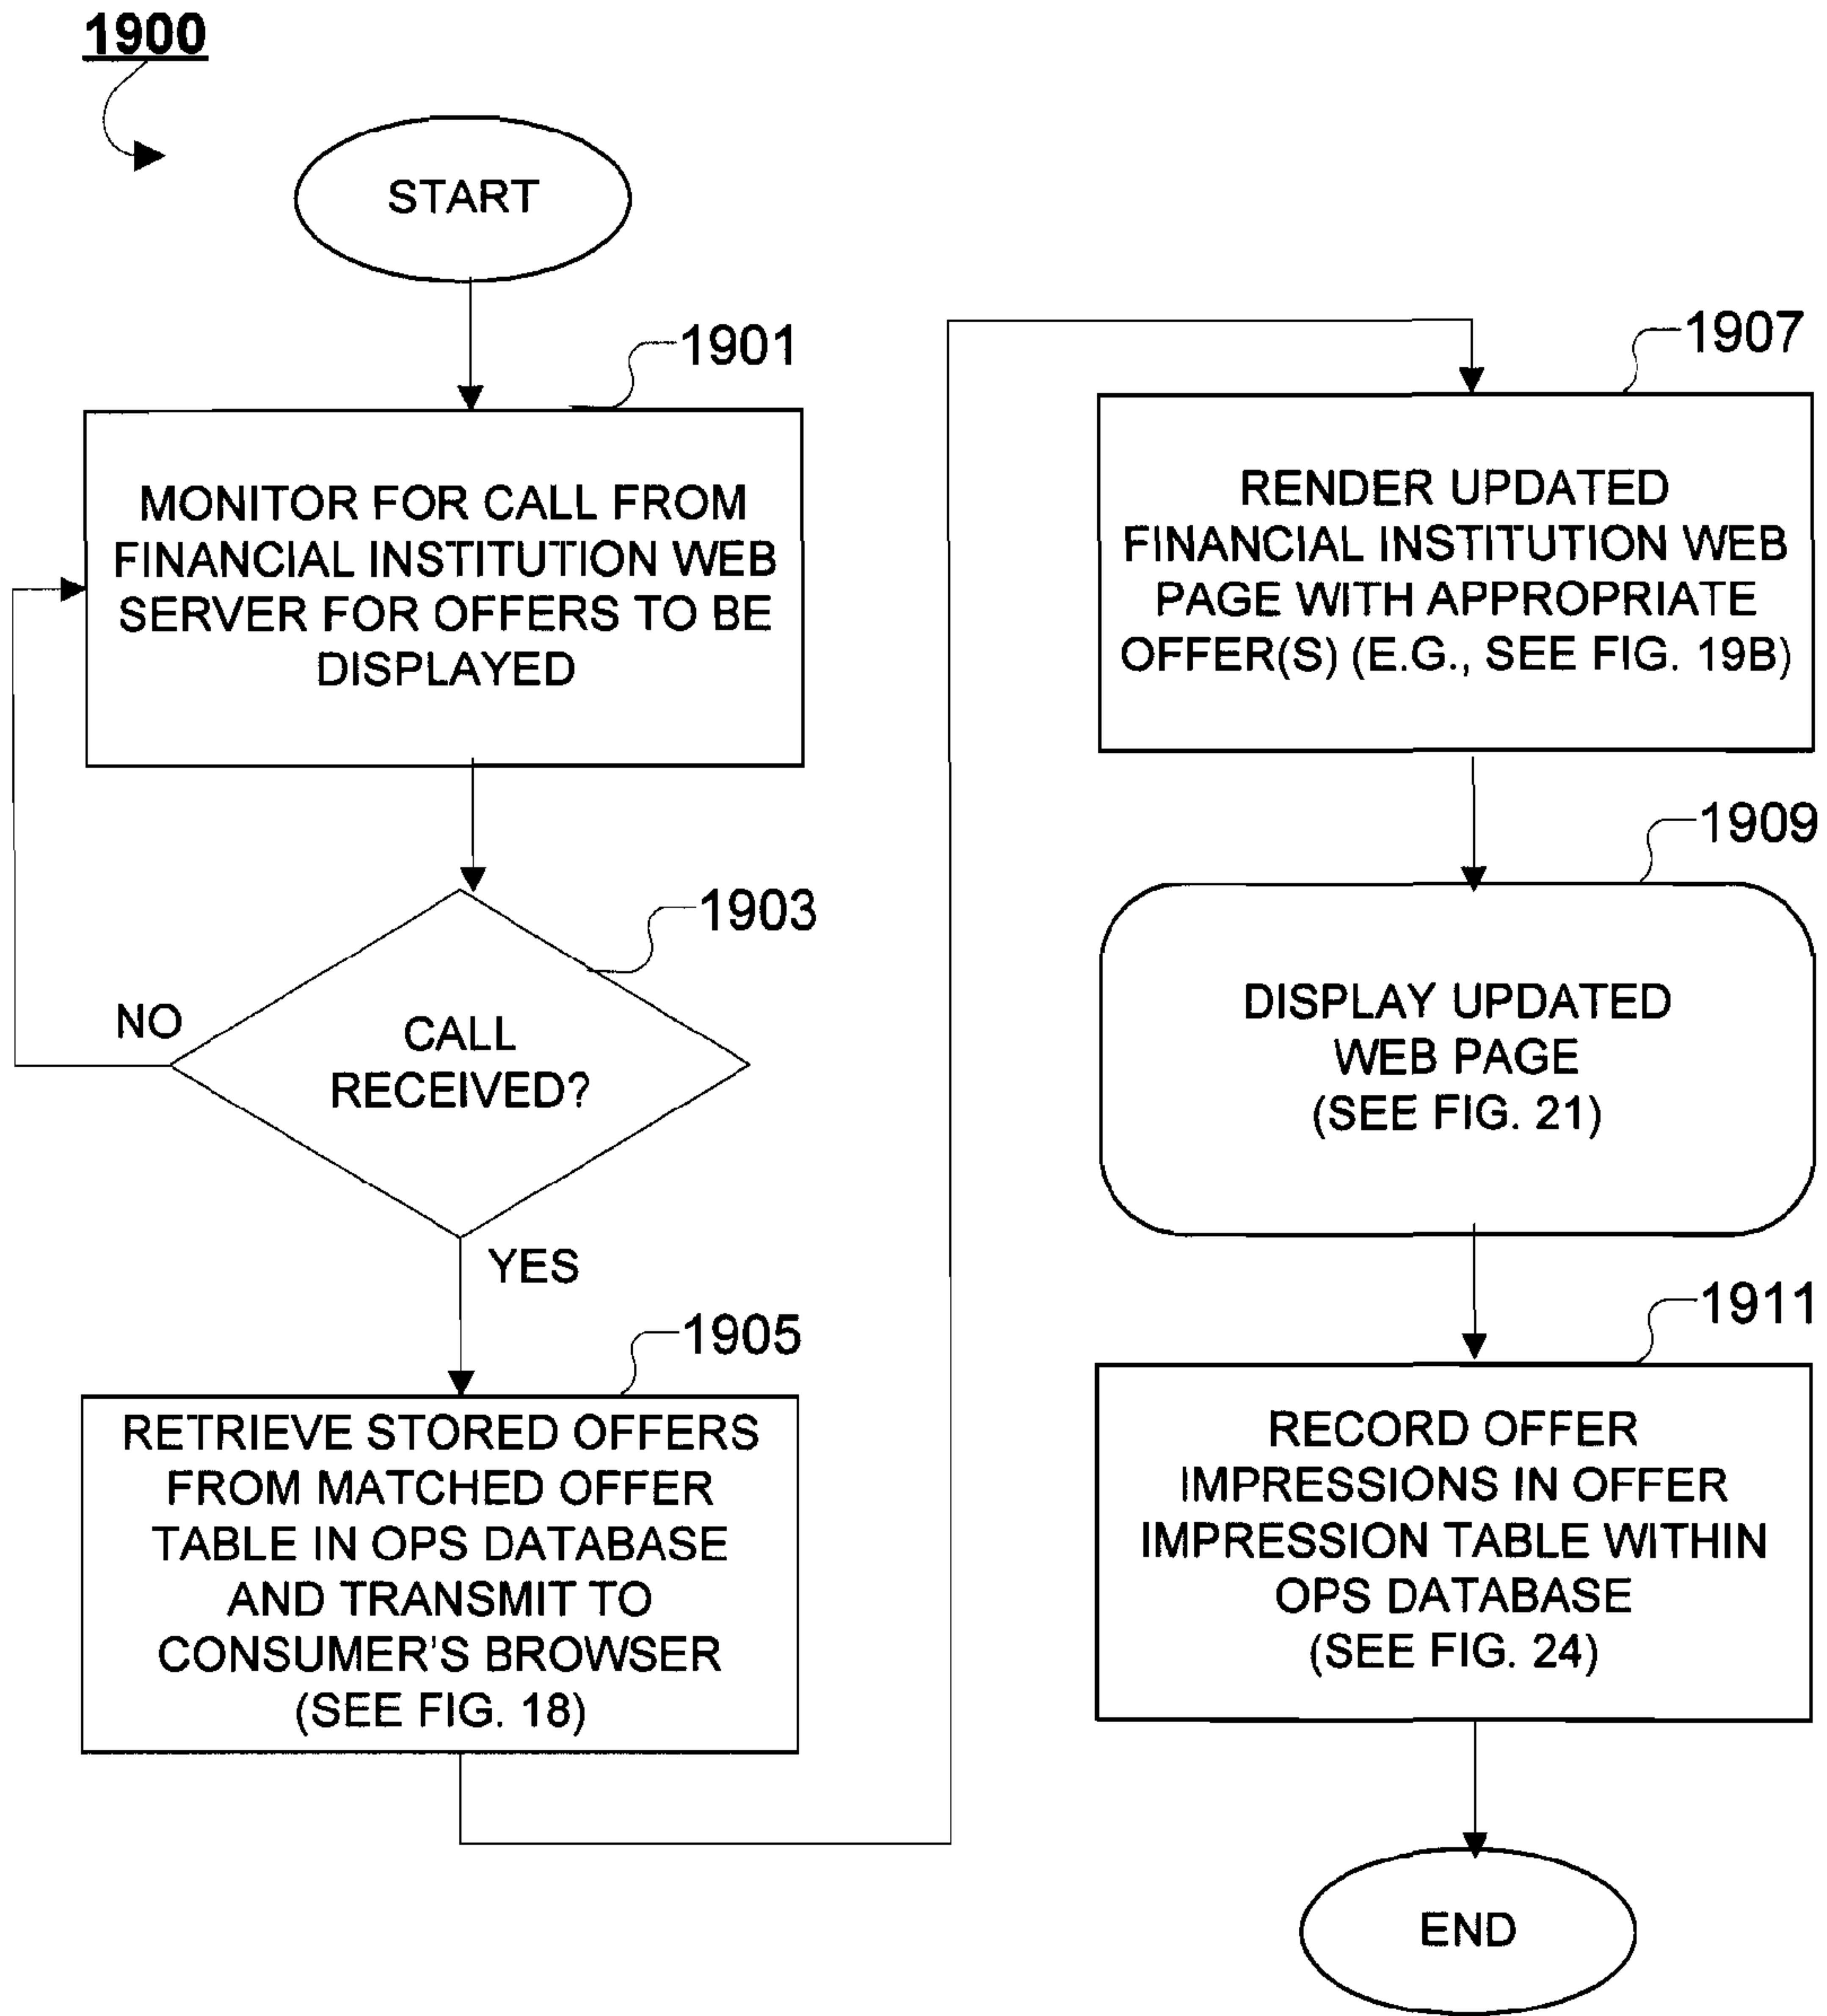 1900
START
1901
MONITOR FOR CALL FROM
FINANCIAL INSTITUTION WEB
SERVER FOR OFFERS TO BE
DISPLAYED
1903
NO
CALL
RECEIVED?
YES
1905
RETRIEVE STORED OFFERS
FROM MATCHED OFFER
TABLE IN OPS DATABASE
AND TRANSMIT TO
CONSUMER'S BROWSER
(SEE FIG. 18)
1907
RENDER UPDATED
FINANCIAL INSTITUTION WEB
PAGE WITH APPROPRIATE
OFFER(S) (E.G., SEE FIG. 19B)
1909
DISPLAY UPDATED
WEB PAGE
(SEE FIG. 21)
1911
RECORD OFFER
IMPRESSIONS IN OFFER
IMPRESSION TABLE WITHIN
OPS DATABASE
(SEE FIG. 24)
END